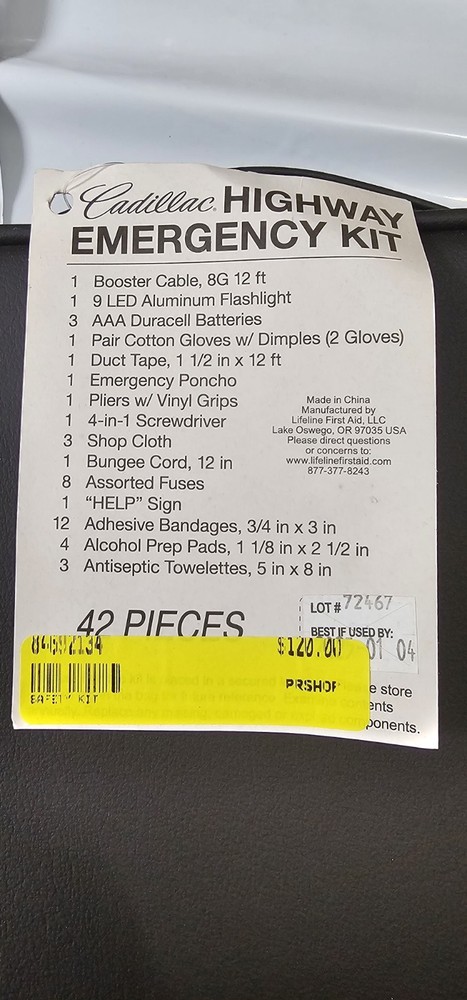 Cadillac HIGHWAY
EMERGENCY KIT
1 Booster Cable, 8G 12 ft
1 9 LED Aluminum Flashlight
3 AAA Duracell Batteries
1 Pair Cotton Gloves w/ Dimples (2 Gloves)
1 Duct Tape, 1 1/2 in x 12 ft
1 Emergency Poncho
1 Pliers w/ Vinyl Grips
1 4-in-1 Screwdriver
3 Shop Cloth
1 Bungee Cord, 12 in
8 Assorted Fuses
1 “HELP” Sign
12 Adhesive Bandages, 3/4 in x 3 in
4 Alcohol Prep Pads, 1 1/8 in x 2 1/2 in
3 Antiseptic Towelettes, 5 in x 8 in
Made in China
Manufactured by
Lifeline First Aid, LLC
Lake Oswego, OR 97035 USA
Please direct questions
or concerns to:
www.lifelinefirstaid.com
877-377-8243
42 PIECES
LOT # 72467
BEST IF USED BY:
01 04
$120.00
PRSHOP
SAFETY KIT
store